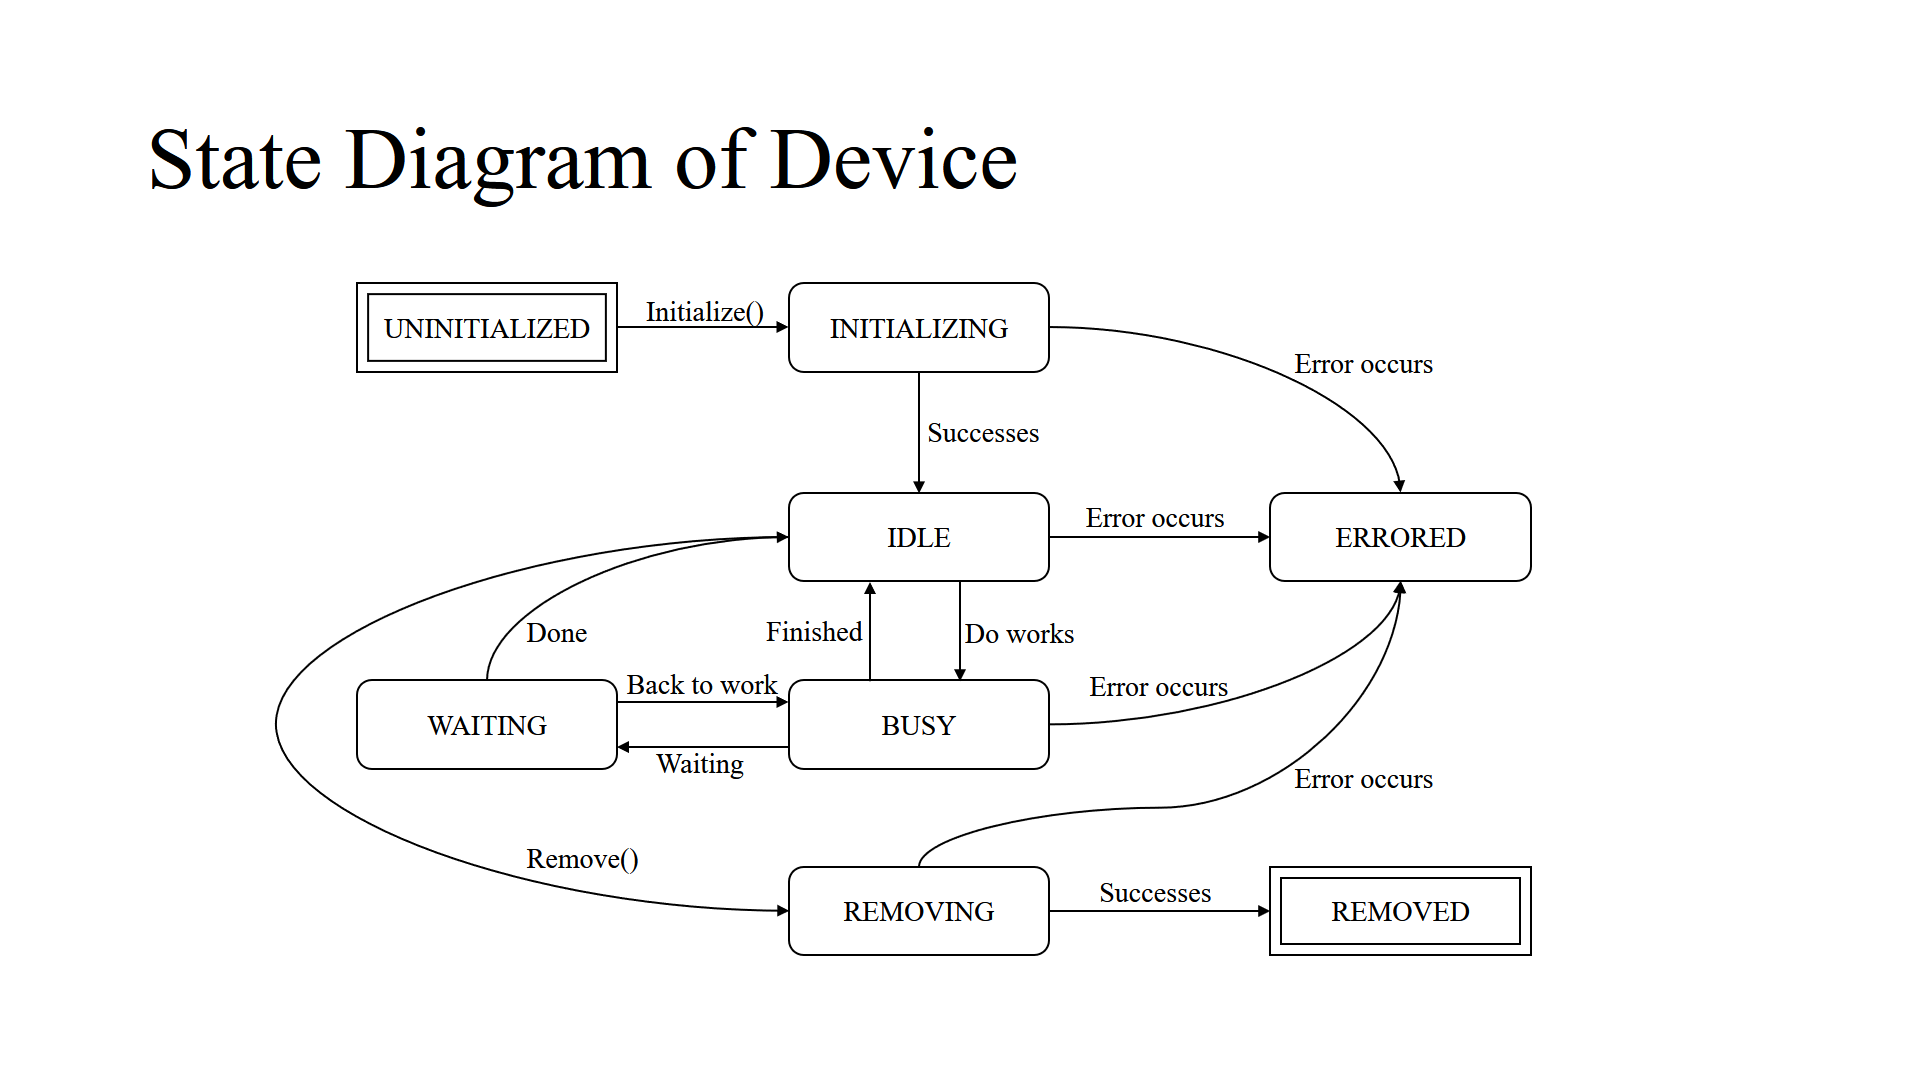 State Diagram of Device
UNINITIALIZED
Initialize()
INITIALIZING
Error occurs
Successes
IDLE
Error occurs
ERRORED
Done
Finished
Do works
WAITING
Back to work
Waiting
BUSY
Error occurs
Error occurs
Remove()
REMOVING
Successes
REMOVED